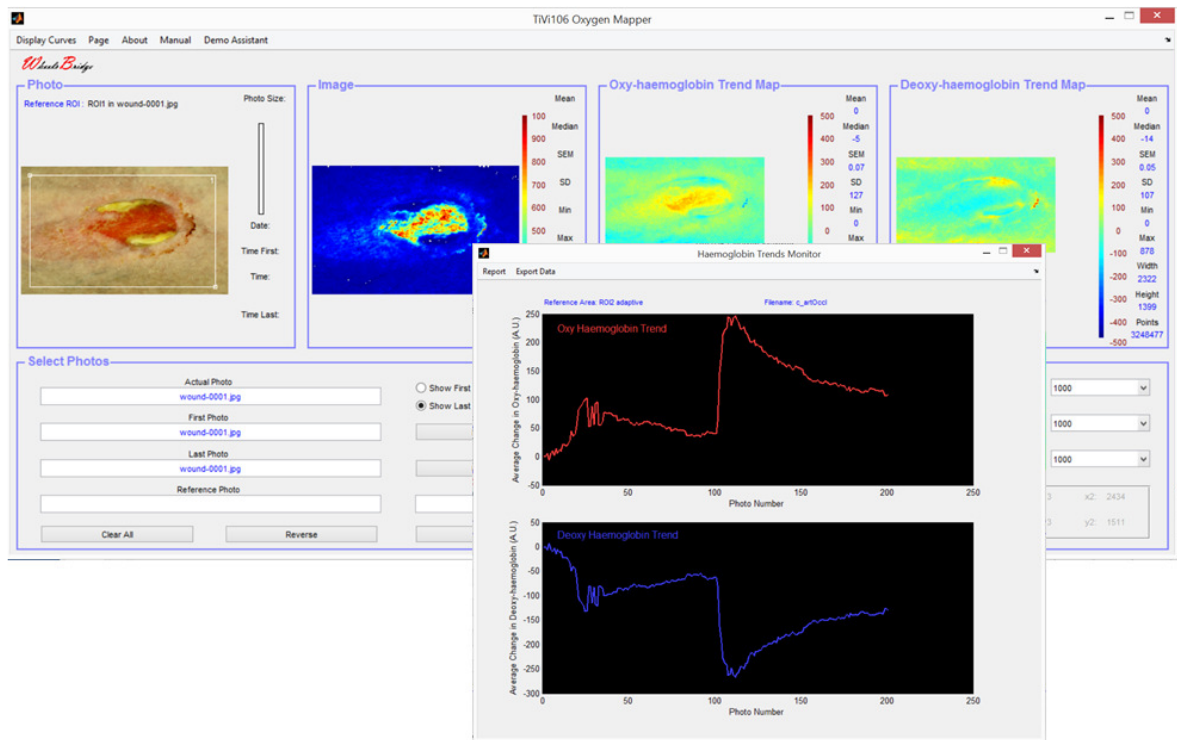 TiVi106 Oxygen Mapper
Display Curves Page About Manual Demo Assistant
WheelsBridge
Photo
Reference ROI : ROI1 in wound-0001.jpg
Photo Size:
1
Date:
Time First:
Time:
Time Last:
Image
Mean
Median
SEM
SD
Min
Max
100
900
800
700
600
500
Oxy-haemoglobin Trend Map
500
400
300
200
100
0
Mean
0
Median
-5
SEM
0.07
SD
127
Min
0
Max
Deoxy-haemoglobin Trend Map
500
400
300
200
100
0
-100
-200
-300
-400
-500
Mean
0
Median
-14
SEM
0.05
SD
107
Min
0
Max
878
Width
2322
Height
1399
Points
3248477
Select Photos
Actual Photo
wound-0001.jpg
First Photo
wound-0001.jpg
Last Photo
wound-0001.jpg
Reference Photo
Clear All
Reverse
Show First
Show Last
Haemoglobin Trends Monitor
Report Export Data
Reference Area: ROI2 adaptive
Filename: c_artOccl
Oxy Haemoglobin Trend
Average Change in Oxy-haemoglobin (A.U.)
250
200
150
100
50
0
-50
0 50 100 150 200 250
Photo Number
Deoxy Haemoglobin Trend
Average Change in Deoxy-haemoglobin (A.U.)
50
0
-50
-100
-150
-200
-250
-300
0 50 100 150 200 250
Photo Number
1000
1000
1000
3 x2: 2434
3 y2: 1511